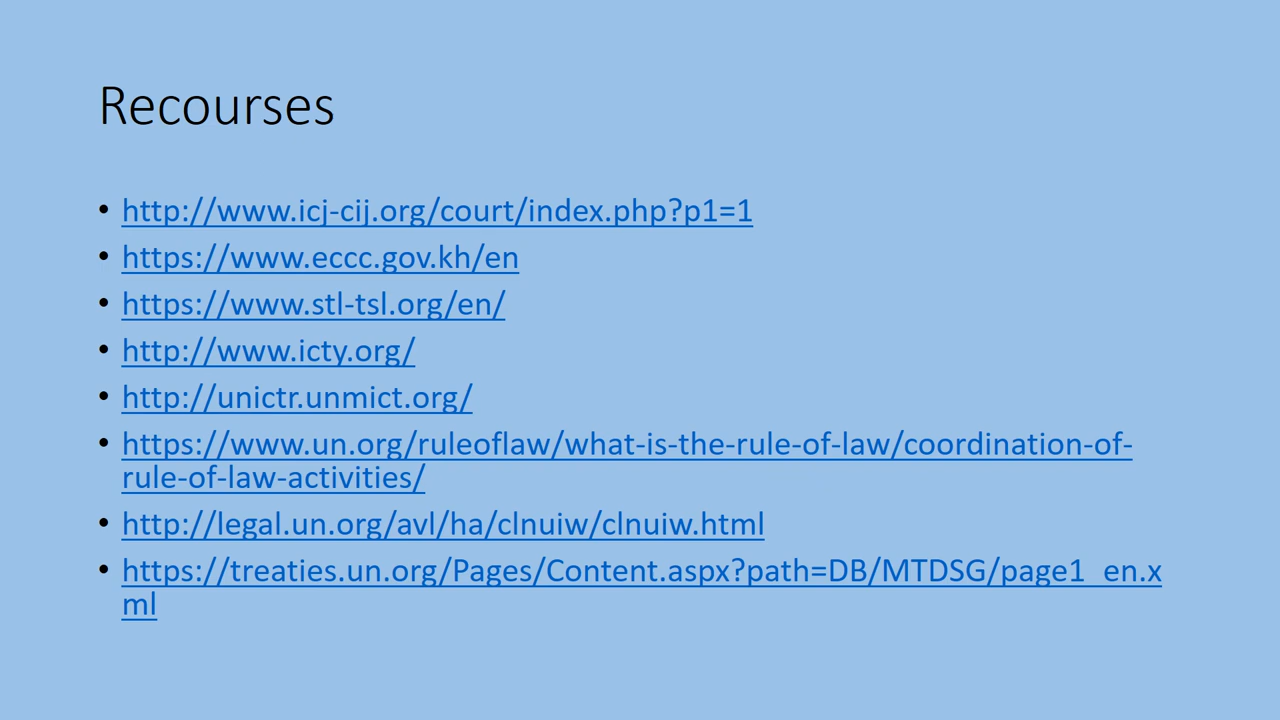 Recourses
• http://www.icj-cij.org/court/index.php?p1=1
• https://www.eccc.gov.kh/en
• https://www.stl-tsl.org/en/
• http://www.icty.org/
• http://unictr.unmict.org/
• https://www.un.org/ruleoflaw/what-is-the-rule-of-law/coordination-of-
rule-of-law-activities/
• http://legal.un.org/avl/ha/clnuiw/clnuiw.html
• https://treaties.un.org/Pages/Content.aspx?path=DB/MTDSG/page1_en.x
ml